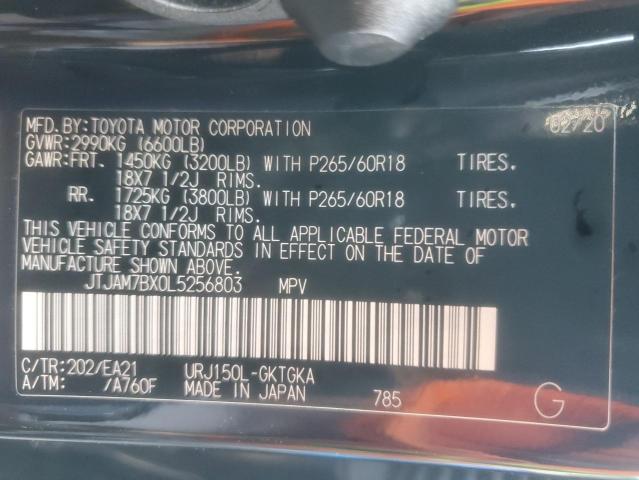 MFD.BY:TOYOTA MOTOR CORPORATION 02/20
GVWR:2990KG (6600LB)
GAWR:FRT. 1450KG (3200LB) WITH P265/60R18 TIRES.
18X7 1/2J RIMS.
RR. 1725KG (3800LB) WITH P265/60R18 TIRES.
18X7 1/2J RIMS.
THIS VEHICLE CONFORMS TO ALL APPLICABLE FEDERAL MOTOR
VEHICLE SAFETY STANDARDS IN EFFECT ON THE DATE OF
MANUFACTURE SHOWN ABOVE.
JTJAM7BX0L5256803 MPV
C/TR:202/EA21 URJ150L-GKTGKA
A/TM: /A760F MADE IN JAPAN 785 G